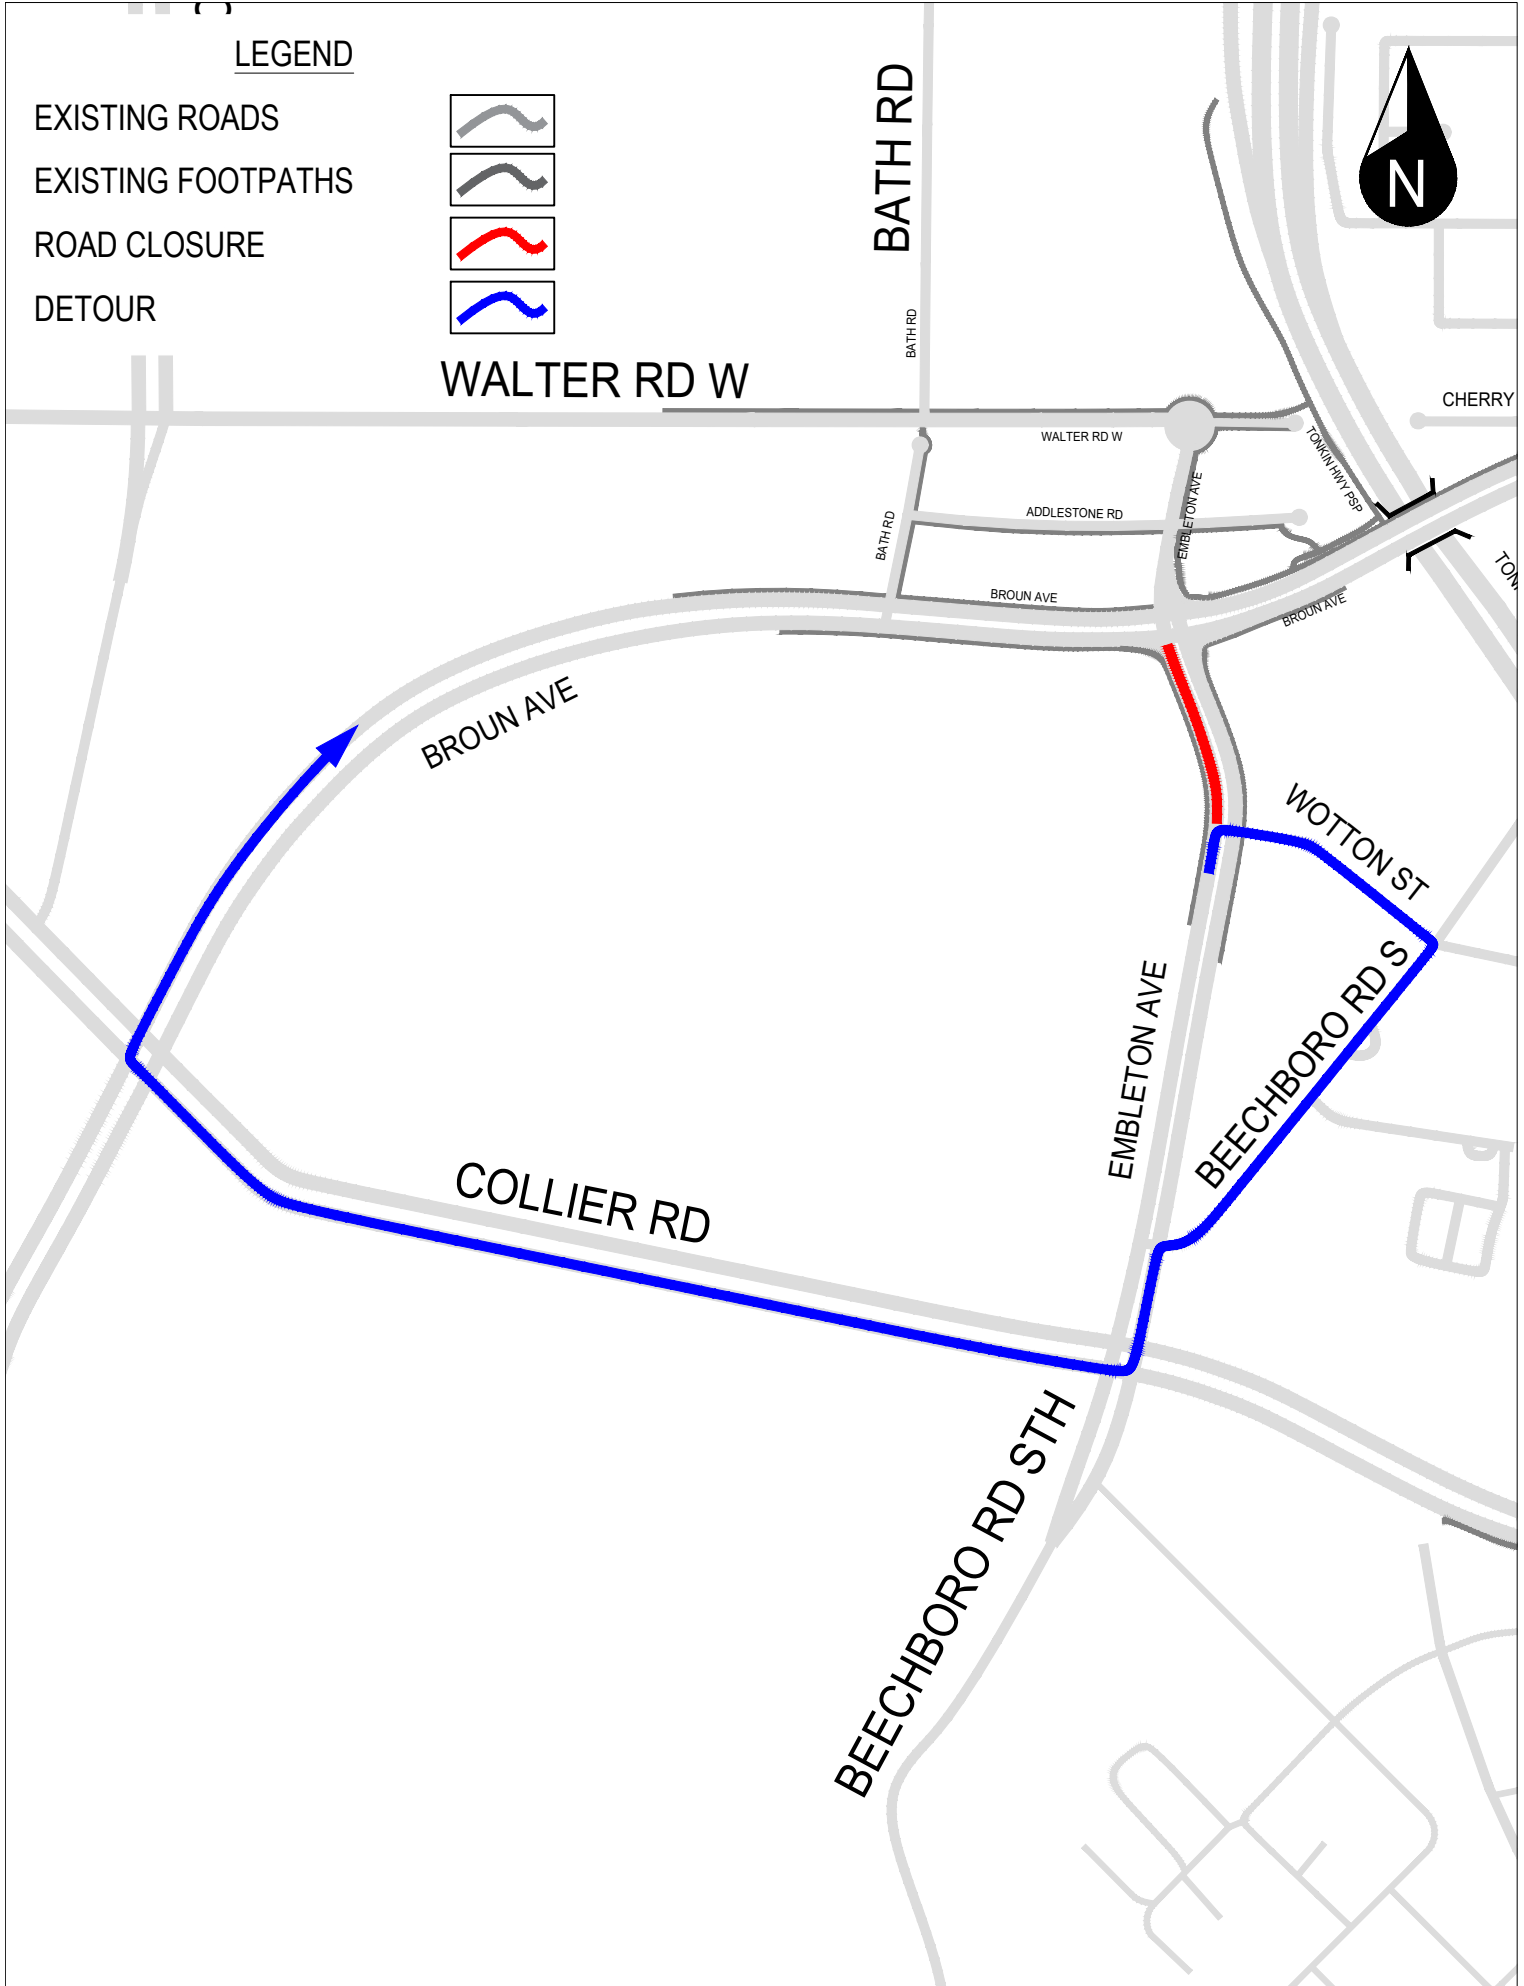 LEGEND
EXISTING ROADS
EXISTING FOOTPATHS
ROAD CLOSURE
DETOUR
BATH RD
N
BATH RD
WALTER RD W
CHERRY
WALTER RD W
TONKIN HWY PSP
EMBLETON AVE
ADDLESTONE RD
BATH RD
BROUN AVE
BROUN AVE
BROUN AVE
WOTTON ST
EMBLETON AVE
BEECHBORO RD S
COLLIER RD
BEECHBORO RD STH